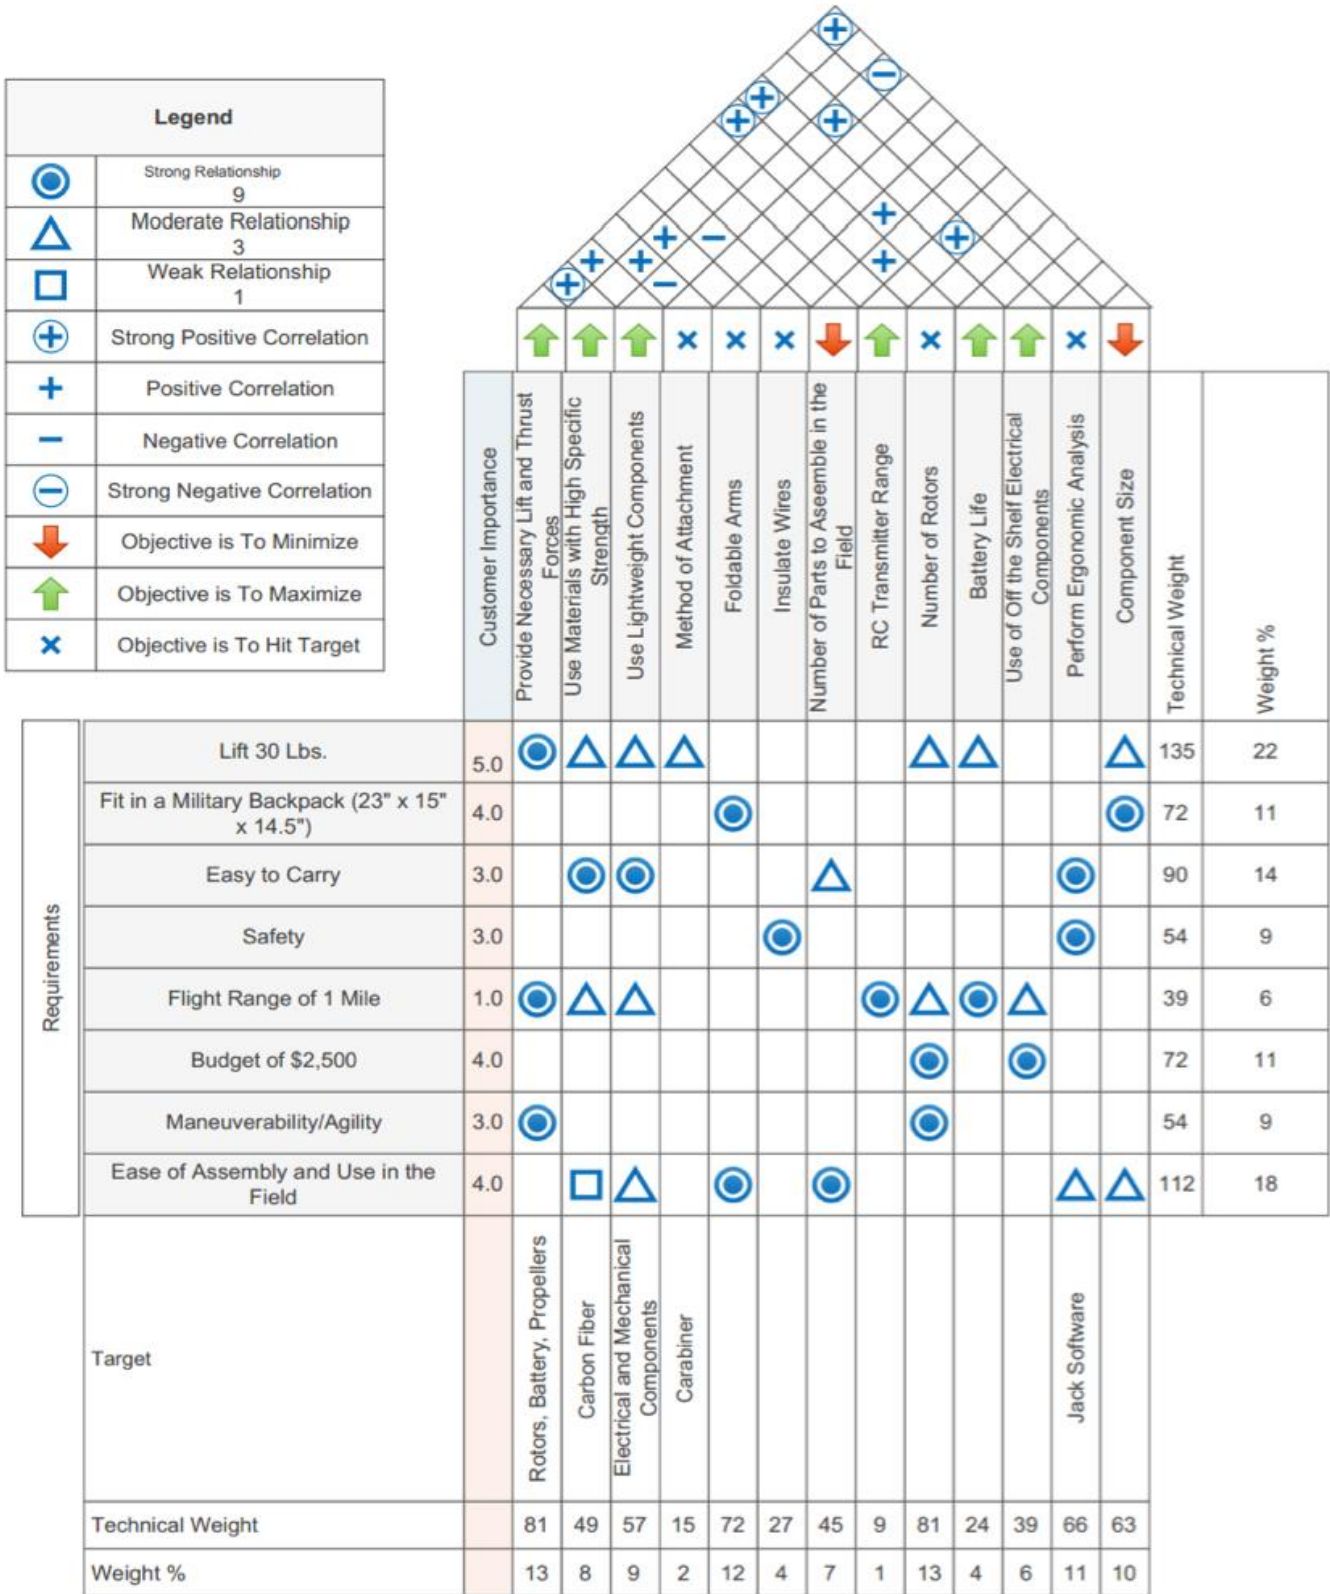 Legend
Strong Relationship
9
Moderate Relationship
3
Weak Relationship
1
Strong Positive Correlation
Positive Correlation
Negative Correlation
Strong Negative Correlation
Objective is To Minimize
Objective is To Maximize
Objective is To Hit Target
Customer Importance
Provide Necessary Lift and Thrust
Forces
Use Materials with High Specific
Strength
Use Lightweight Components
Method of Attachment
Foldable Arms
Insulate Wires
Number of Parts to Aseemble in the
Field
RC Transmitter Range
Number of Rotors
Battery Life
Use of Off the Shelf Electrical
Components
Perform Ergonomic Analysis
Component Size
Technical Weight
Weight %
Requirements
Lift 30 Lbs. 5.0 135 22
Fit in a Military Backpack (23" x 15"
x 14.5") 4.0 72 11
Easy to Carry 3.0 90 14
Safety 3.0 54 9
Flight Range of 1 Mile 1.0 39 6
Budget of $2,500 4.0 72 11
Maneuverability/Agility 3.0 54 9
Ease of Assembly and Use in the
Field 4.0 112 18
Target
Rotors, Battery, Propellers
Carbon Fiber
Electrical and Mechanical
Components
Carabiner
Jack Software
Technical Weight 81 49 57 15 72 27 45 9 81 24 39 66 63
Weight % 13 8 9 2 12 4 7 1 13 4 6 11 10